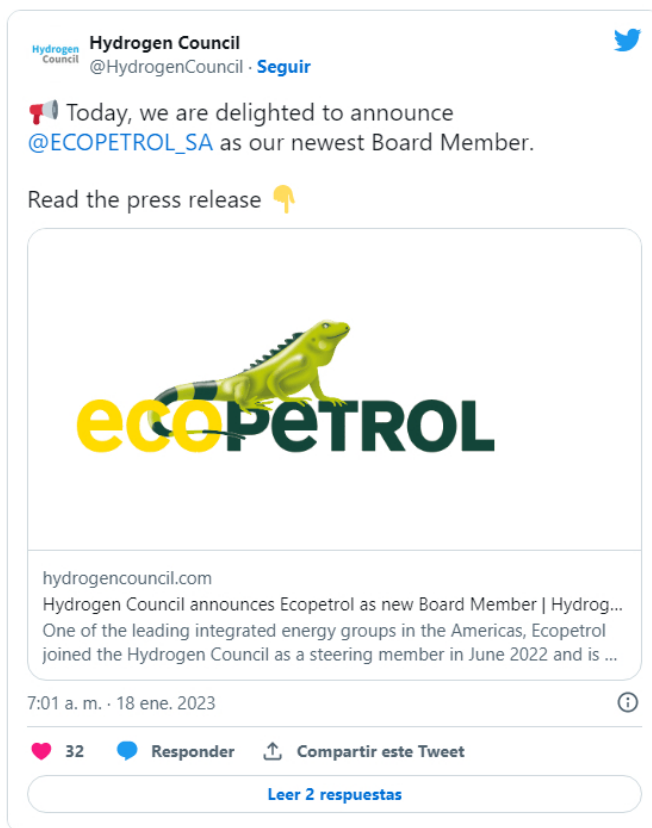 Hydrogen Council
Hydrogen Council
@HydrogenCouncil · Seguir
Today, we are delighted to announce
@ECOPETROL_SA as our newest Board Member.
Read the press release
ecoPeTROL
hydrogencouncil.com
Hydrogen Council announces Ecopetrol as new Board Member | Hydrog...
One of the leading integrated energy groups in the Americas, Ecopetrol
joined the Hydrogen Council as a steering member in June 2022 and is ...
7:01 a. m. · 18 ene. 2023
32 Responder Compartir este Tweet
Leer 2 respuestas